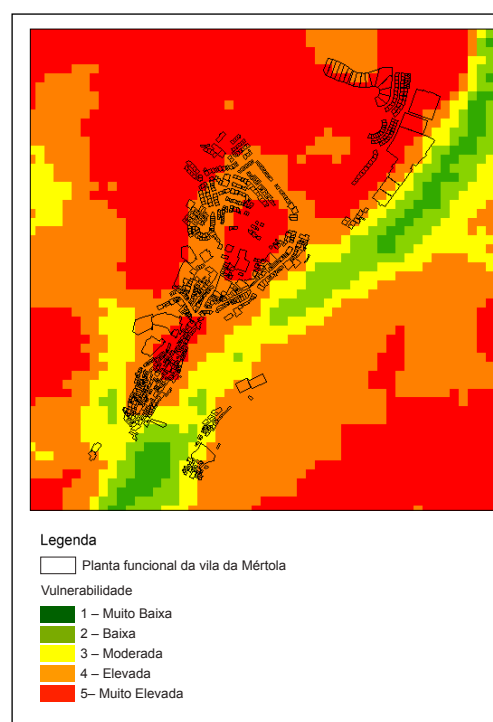 Legenda
Planta funcional da vila da Mértola
Vulnerabilidade
1 – Muito Baixa
2 – Baixa
3 – Moderada
4 – Elevada
5– Muito Elevada